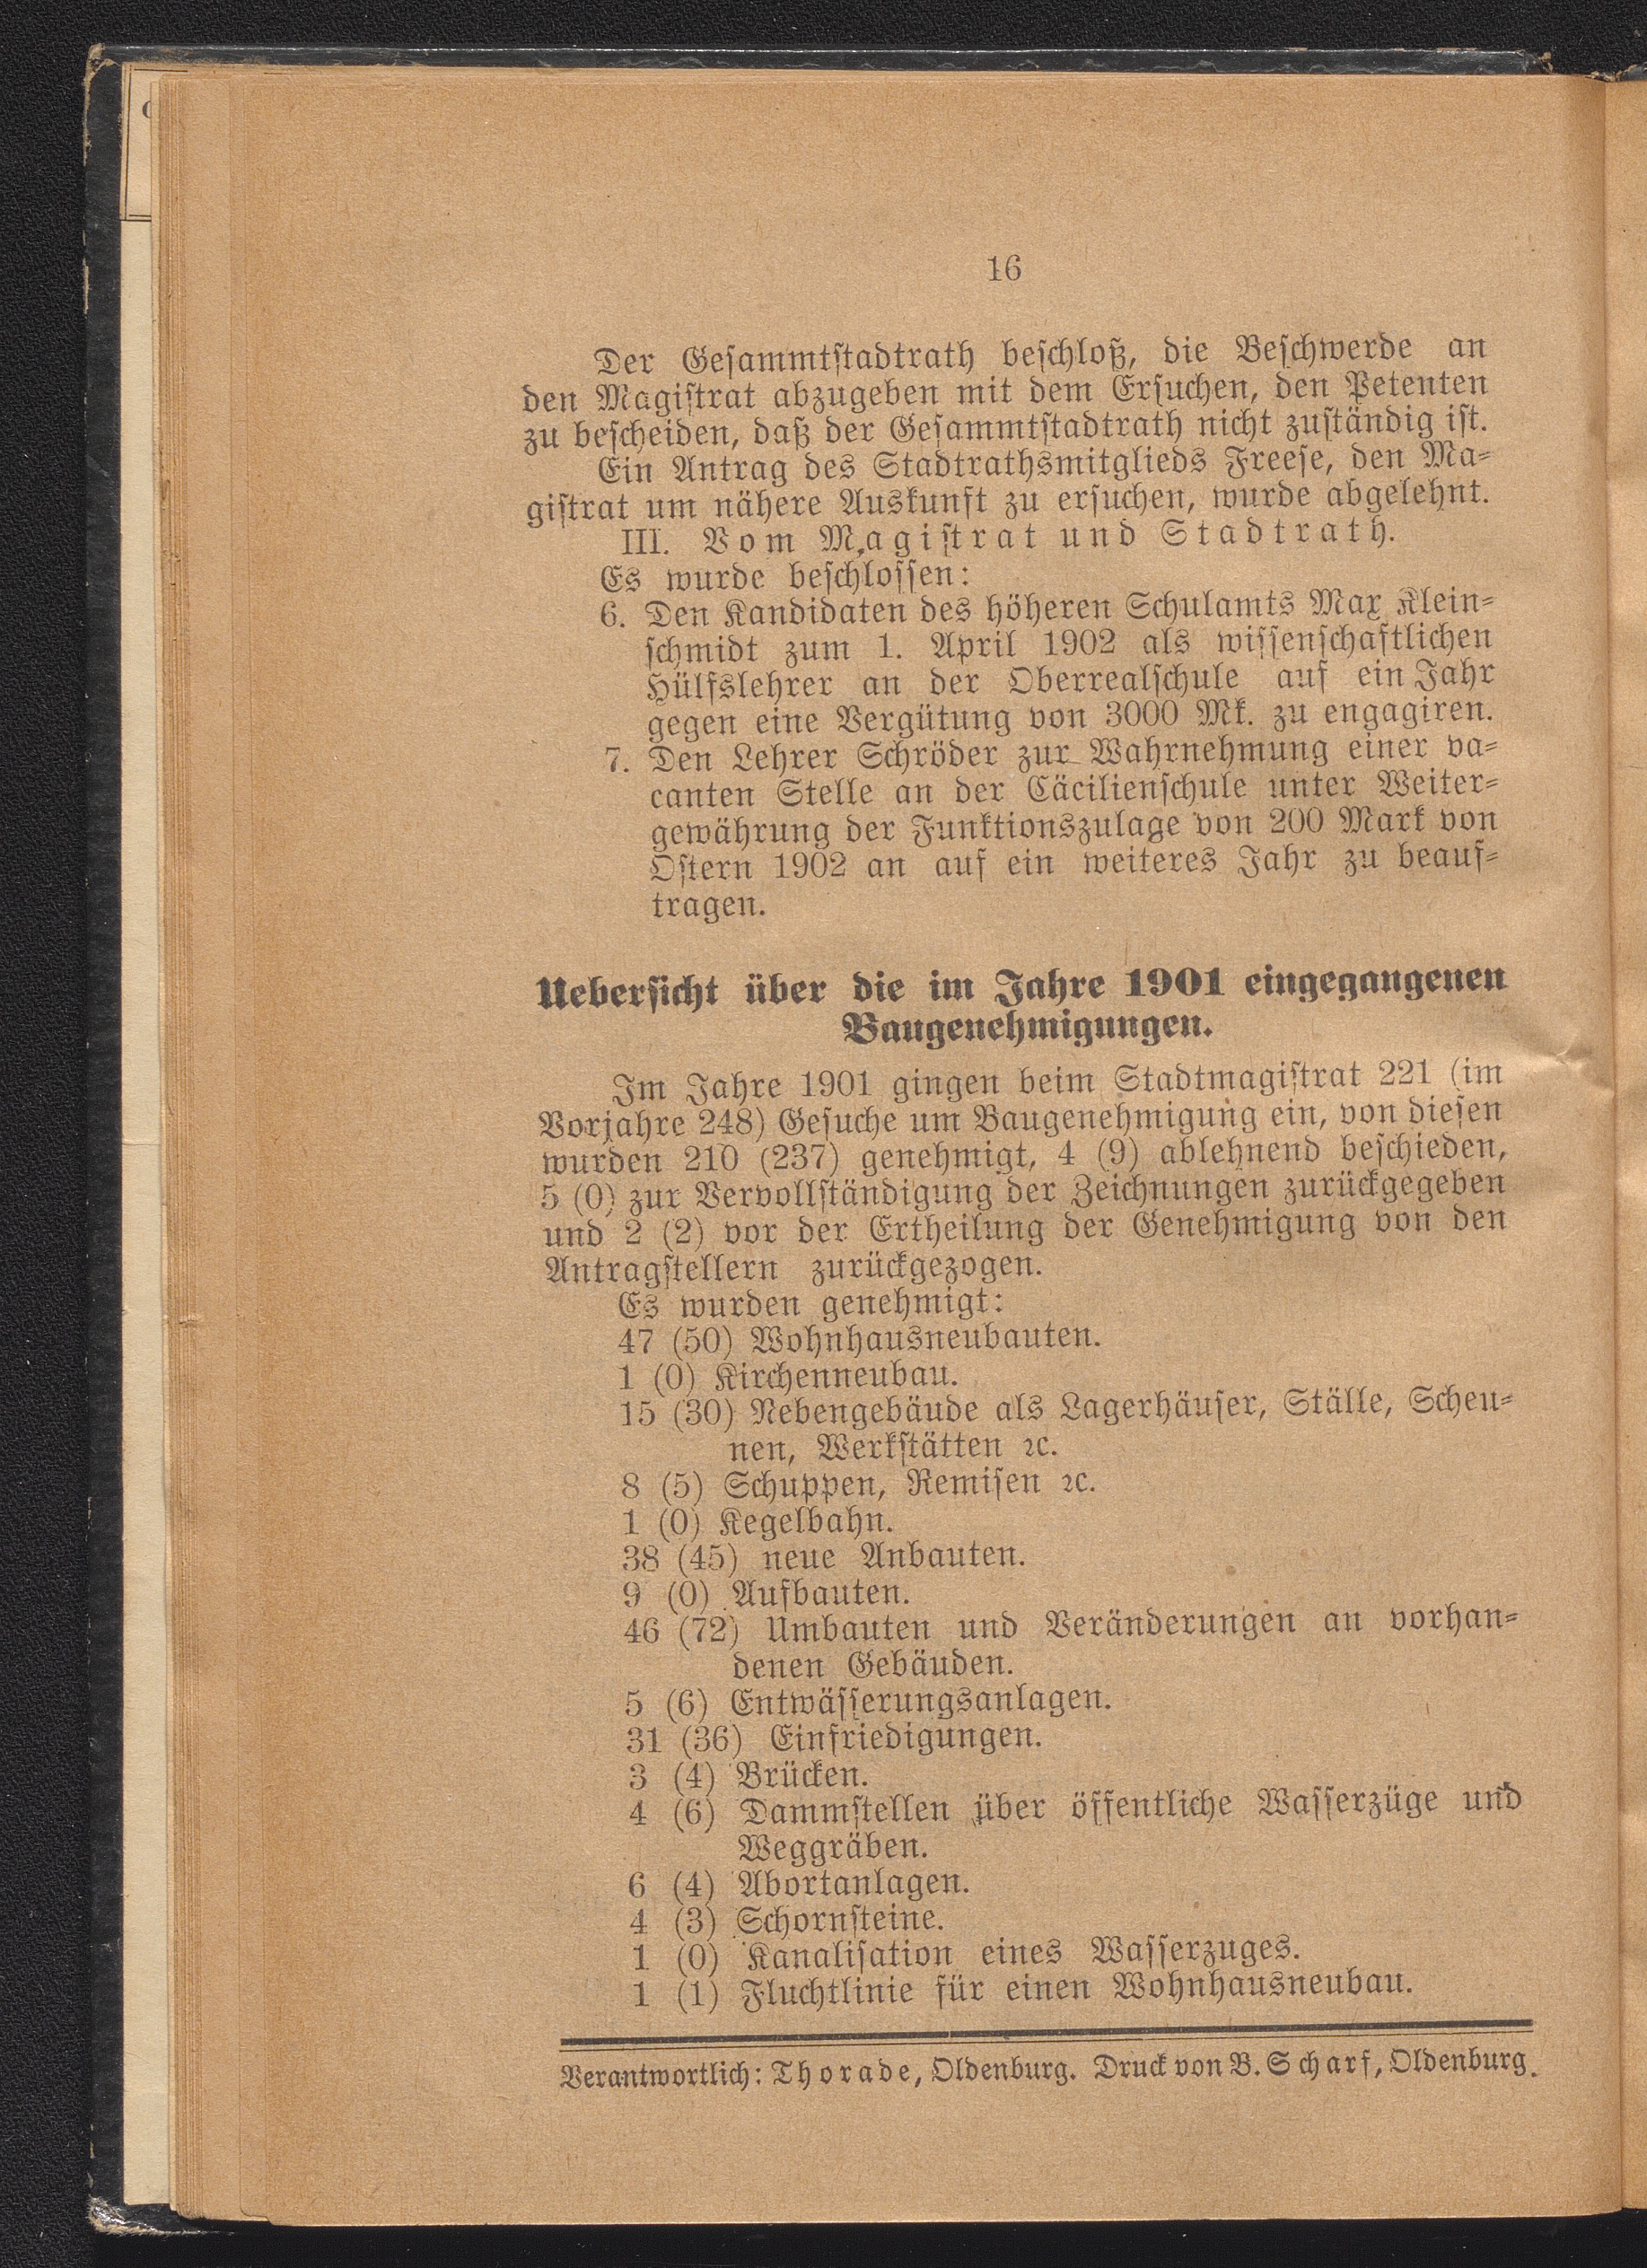 16
Der Gesammtstadtrath beschloß, die Beschwerde an
den Magistrat abzugeben mit dem Ersuchen, den Petenten
zu bescheiden, daß der Gesammtstadtrath nicht zuständig ist.
Ein Antrag des Stadtrathsmitglieds Freese, den Ma-
gistrat um nähere Auskunft zu ersuchen, wurde abgelehnt.
III. Vom Magistrat und Stadtrath.
Es wurde beschlossen:
6. Den Kandidaten des höheren Schulamts Max Klein-
schmidt zum 1. April 1902 als wissenschaftlichen
Hülfslehrer an der Oberrealschule auf ein Jahr
gegen eine Vergütung von 3000 Mk. zu engagiren.
7. Den Lehrer Schröder zur Wahrnehmung einer va-
canten Stelle an der Cäcilienschule unter Weiter-
gewährung der Funktionszulage von 200 Mark von
Ostern 1902 an auf ein weiteres Jahr zu beauf-
tragen.
Uebersicht über die im Jahre 1901 eingegangenen
Baugenehmigungen.
Im Jahre 1901 gingen beim Stadtmagistrat 221 (im
Vorjahre 248) Gesuche um Baugenehmigung ein, von diesen
wurden 210 (237) genehmigt, 4 (9) ablehnend beschieden,
5 (0) zur Vervollständigung der Zeichnungen zurückgegeben
und 2 (2) vor der Ertheilung der Genehmigung von den
Antragstellern zurückgezogen.
Es wurden genehmigt:
47 (50) Wohnhausneubauten.
1 (0) Kirchenneubau.
15 (30) Nebengebäude als Lagerhäuser, Ställe, Scheu-
nen, Werkstätten ꝛc.
8 (5) Schuppen, Remisen ꝛc.
1 (0) Kegelbahn.
38 (45) neue Anbauten.
9 (0) Aufbauten.
46 (72) Umbauten und Veränderungen an vorhan-
denen Gebäuden.
5 (6) Entwässerungsanlagen.
31 (36) Einfriedigungen.
3 (4) Brücken.
4 (6) Dammstellen über öffentliche Wasserzüge und
Weggräben.
6 (4) Abortanlagen.
4 (3) Schornsteine.
1 (0) Kanalisation eines Wasserzuges.
1 (1) Fluchtlinie für einen Wohnhausneubau.
Verantwortlich: Thorade, Oldenburg. Druck von B. Scharf, Oldenburg.